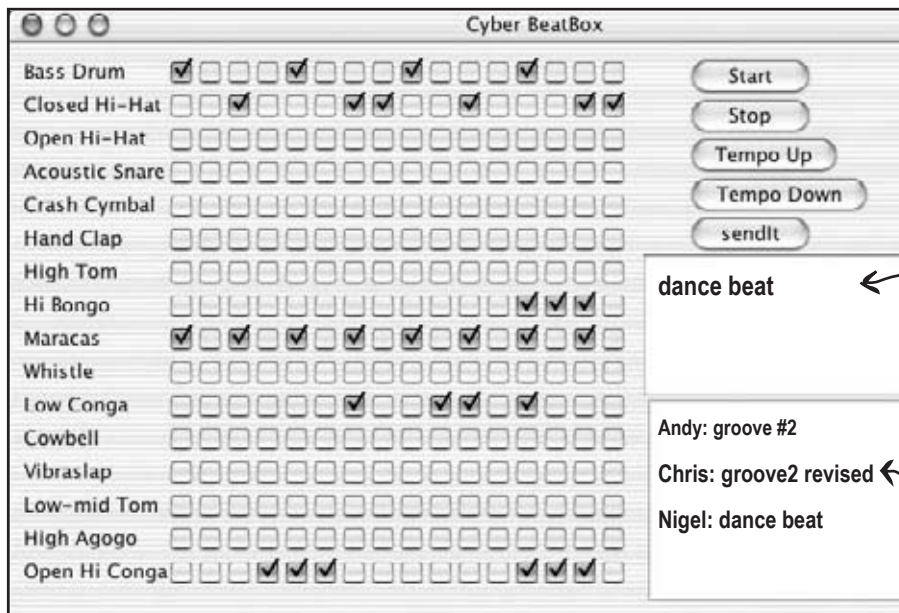 Cyber BeatBox
Bass Drum
Closed Hi-Hat
Open Hi-Hat
Acoustic Snare
Crash Cymbal
Hand Clap
High Tom
Hi Bongo
Maracas
Whistle
Low Conga
Cowbell
Vibraslap
Low-mid Tom
High Agogo
Open Hi Conga
Start
Stop
Tempo Up
Tempo Down
sendIt
dance beat
Andy: groove #2
Chris: groove2 revised
Nigel: dance beat